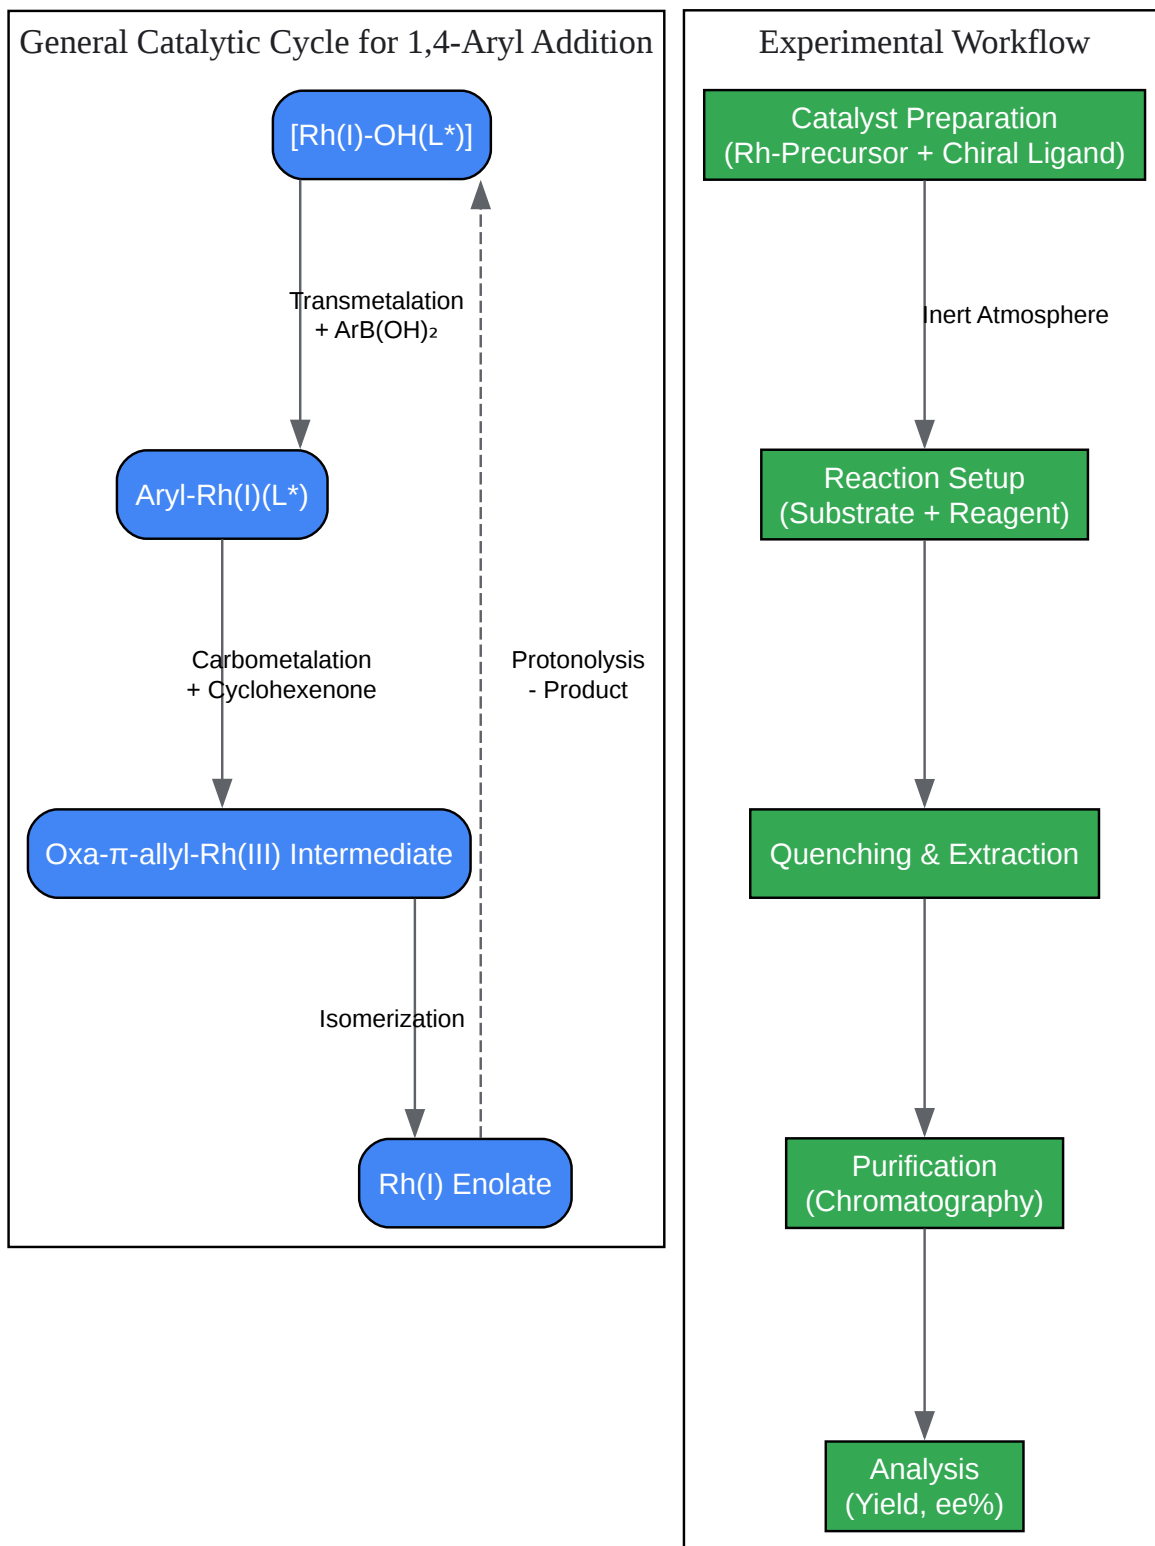 General Catalytic Cycle for 1,4-Aryl Addition
[Rh(I)-OH(L*)]
Transmetalation
+ ArB(OH)₂
Aryl-Rh(I)(L*)
Carbometalation
+ Cyclohexenone
Protonolysis
- Product
Oxa-π-allyl-Rh(III) Intermediate
Isomerization
Rh(I) Enolate
Experimental Workflow
Catalyst Preparation
(Rh-Precursor + Chiral Ligand)
Inert Atmosphere
Reaction Setup
(Substrate + Reagent)
Quenching & Extraction
Purification
(Chromatography)
Analysis
(Yield, ee%)